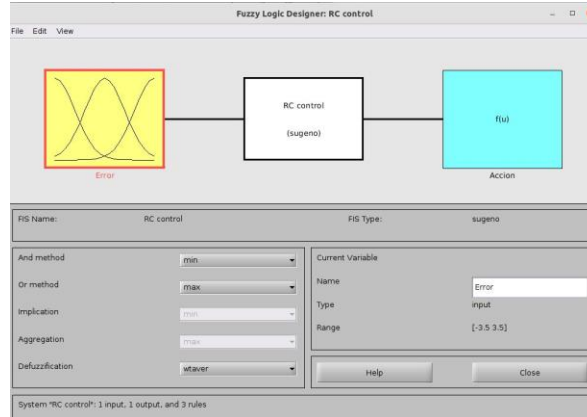 Fuzzy Logic Designer: RC control
File Edit View
RC control
(sugeno)
f(u)
Error
Accion
FIS Name: RC control FIS Type: sugeno
And method min
Or method max
Implication min
Aggregation max
Defuzzification wtaver
Current Variable
Name Error
Type input
Range [-3.5 3.5]
Help Close
System "RC control": 1 input, 1 output, and 3 rules